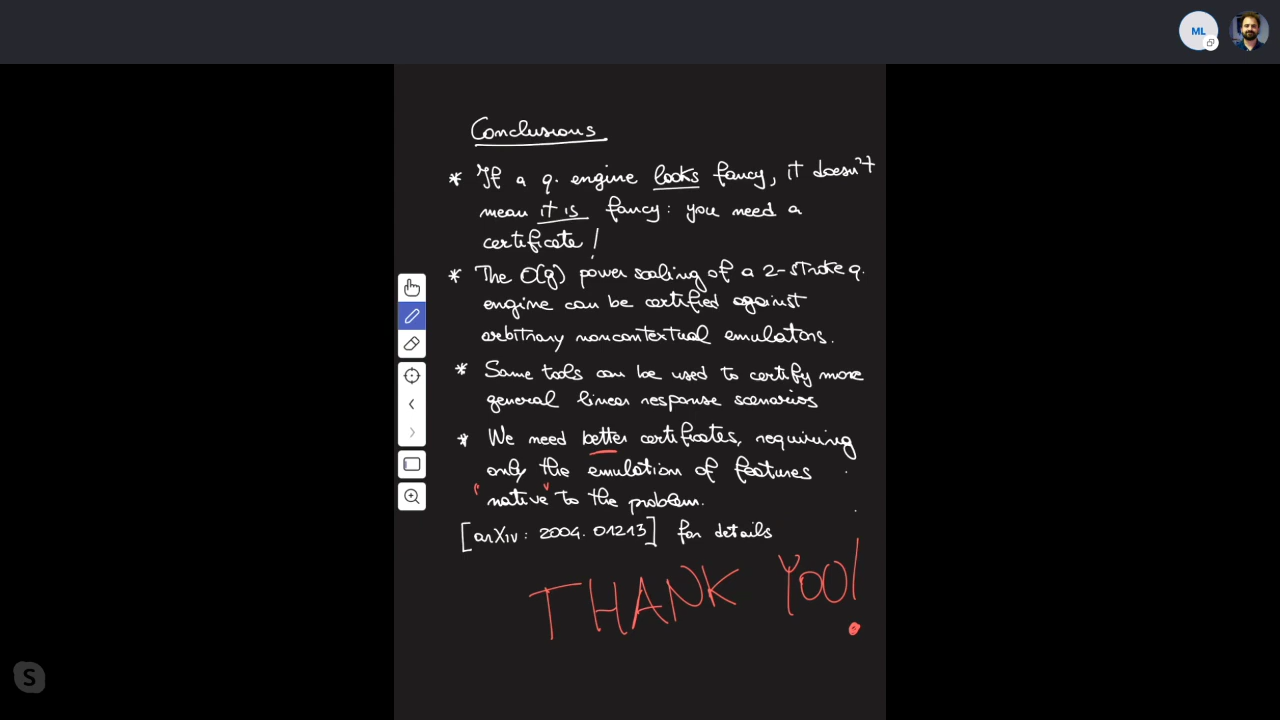 ML
Conclusions
* If a q. engine looks fancy, it doesn't
mean it is fancy: you need a
certificate!
* The O(g) power scaling of a 2-stroke q.
engine can be certified against
arbitrary noncontextual emulators.
* Same tools can be used to certify more
general linear response scenarios
* We need better certificates, requiring
only the emulation of features
"native" to the problem.
[arXiv: 2004.01213] for details
THANK YOU!
S